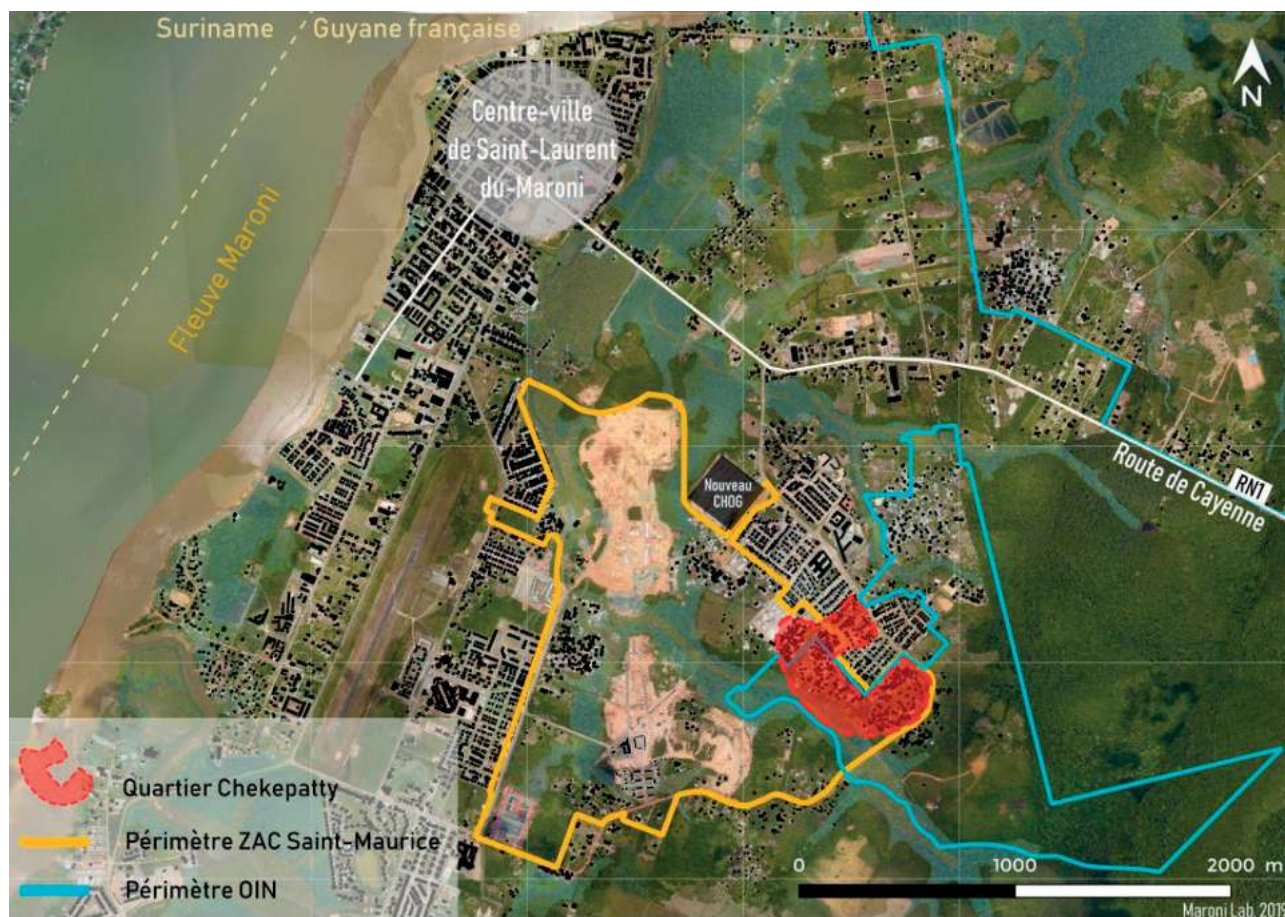 Suriname
Guyane française
N
Centre-ville
de Saint-Laurent
du-Maroni
Fleuve Maroni
Nouveau
CHOG
Route de Cayenne
RN1
Quartier Chekepatty
Périmètre ZAC Saint-Maurice
Périmètre OIN
0 1000 2000 m
Maroni Lab, 2019